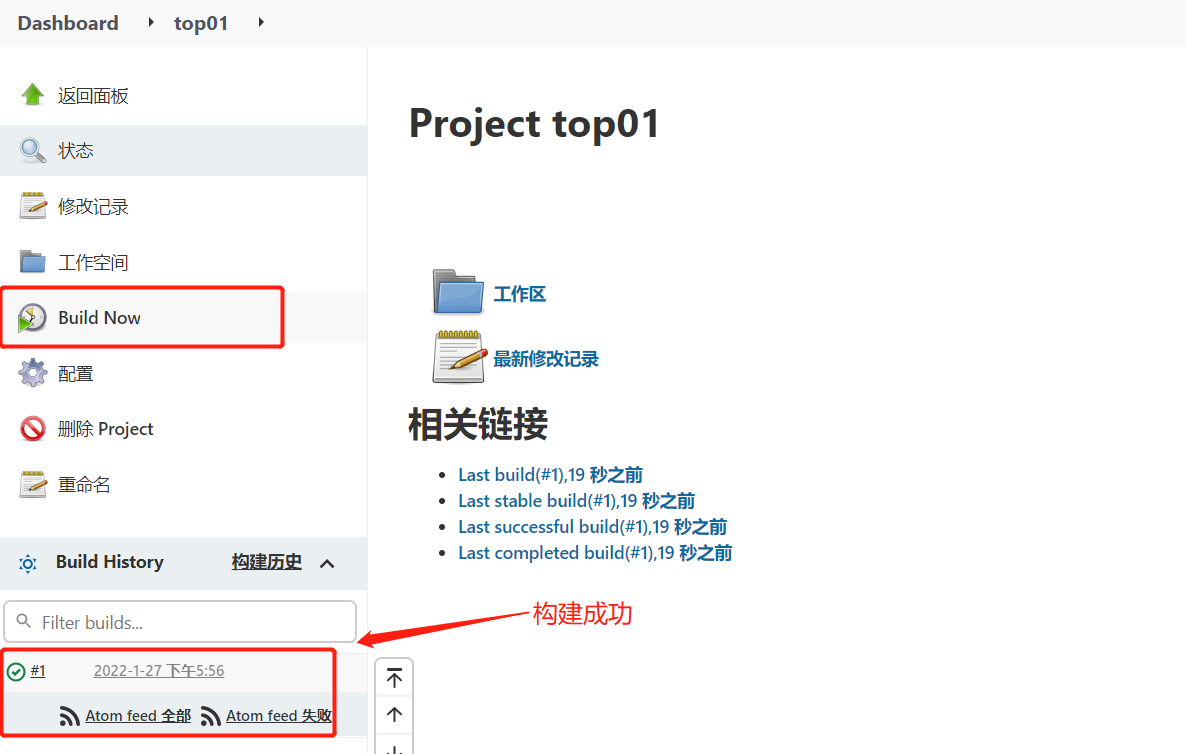 Dashboard top01
返回面板
状态
修改记录
工作空间
Build Now
配置
删除 Project
重命名
Build History 构建历史
Filter builds...
#1 2022-1-27 下午5:56
Atom feed 全部 Atom feed 失败
Project top01
工作区
最新修改记录
相关链接
Last build(#1),19 秒之前
Last stable build(#1),19 秒之前
Last successful build(#1),19 秒之前
Last completed build(#1),19 秒之前
构建成功